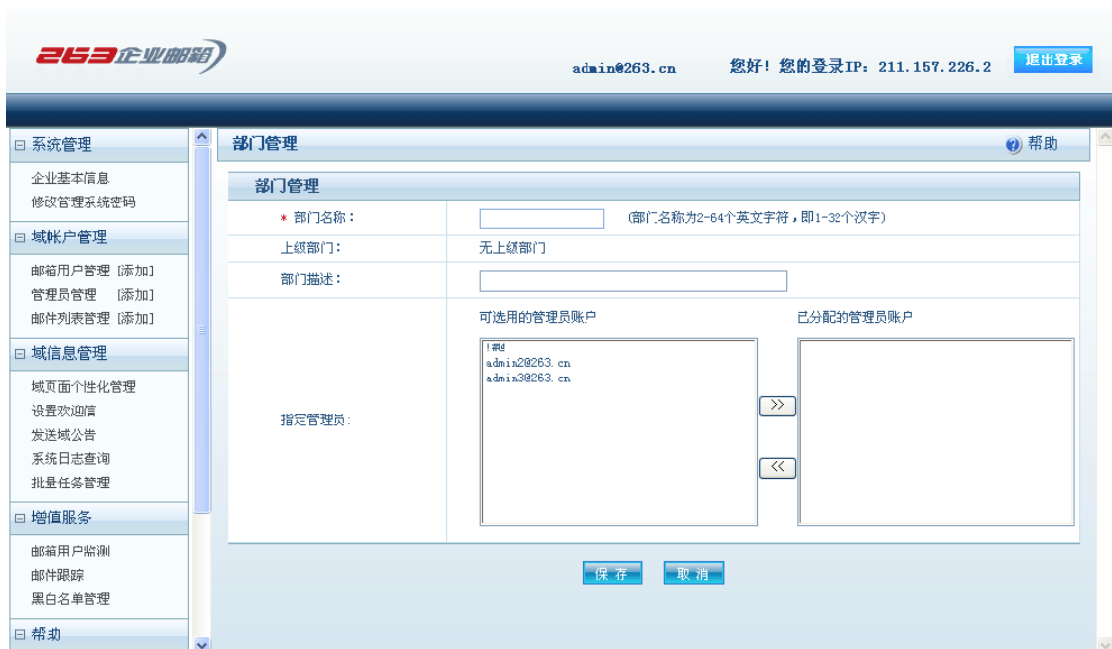 263企业邮箱
admin@263.cn 您好！您的登录IP：211.157.226.2 退出登录
系统管理
企业基本信息
修改管理系统密码
域帐户管理
邮箱用户管理 [添加]
管理员管理 [添加]
邮件列表管理 [添加]
域信息管理
域页面个性化管理
设置欢迎信
发送域公告
系统日志查询
批量任务管理
增值服务
邮箱用户监测
邮件跟踪
黑白名单管理
帮助
部门管理 帮助
部门管理
* 部门名称： （部门名称为2-64个英文字符，即1-32个汉字）
上级部门： 无上级部门
部门描述：
可选用的管理员账户 已分配的管理员账户
admin2@263.cn
admin3@263.cn
>>
指定管理员:
<<
保 存 取 消